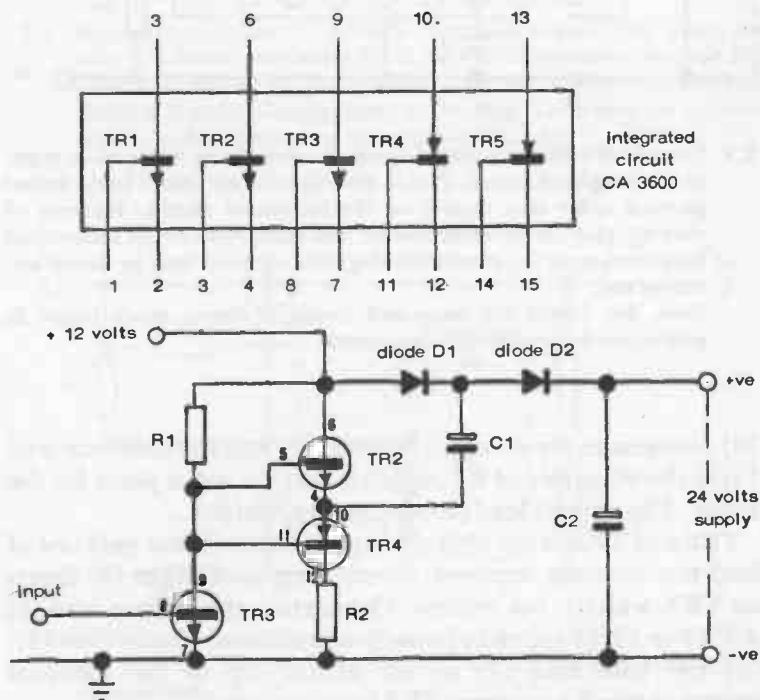 3 6 9 10 13
TR1 TR2 TR3 TR4 TR5
integrated
circuit
CA 3600
1 2 3 4 8 7 11 12 14 15
+ 12 volts
diode D1 diode D2
+ve
R1
6
5
TR2
C1
4
10
24 volts
supply
11
TR4
C2
12
9
Input
8
TR3
R2
7
-ve